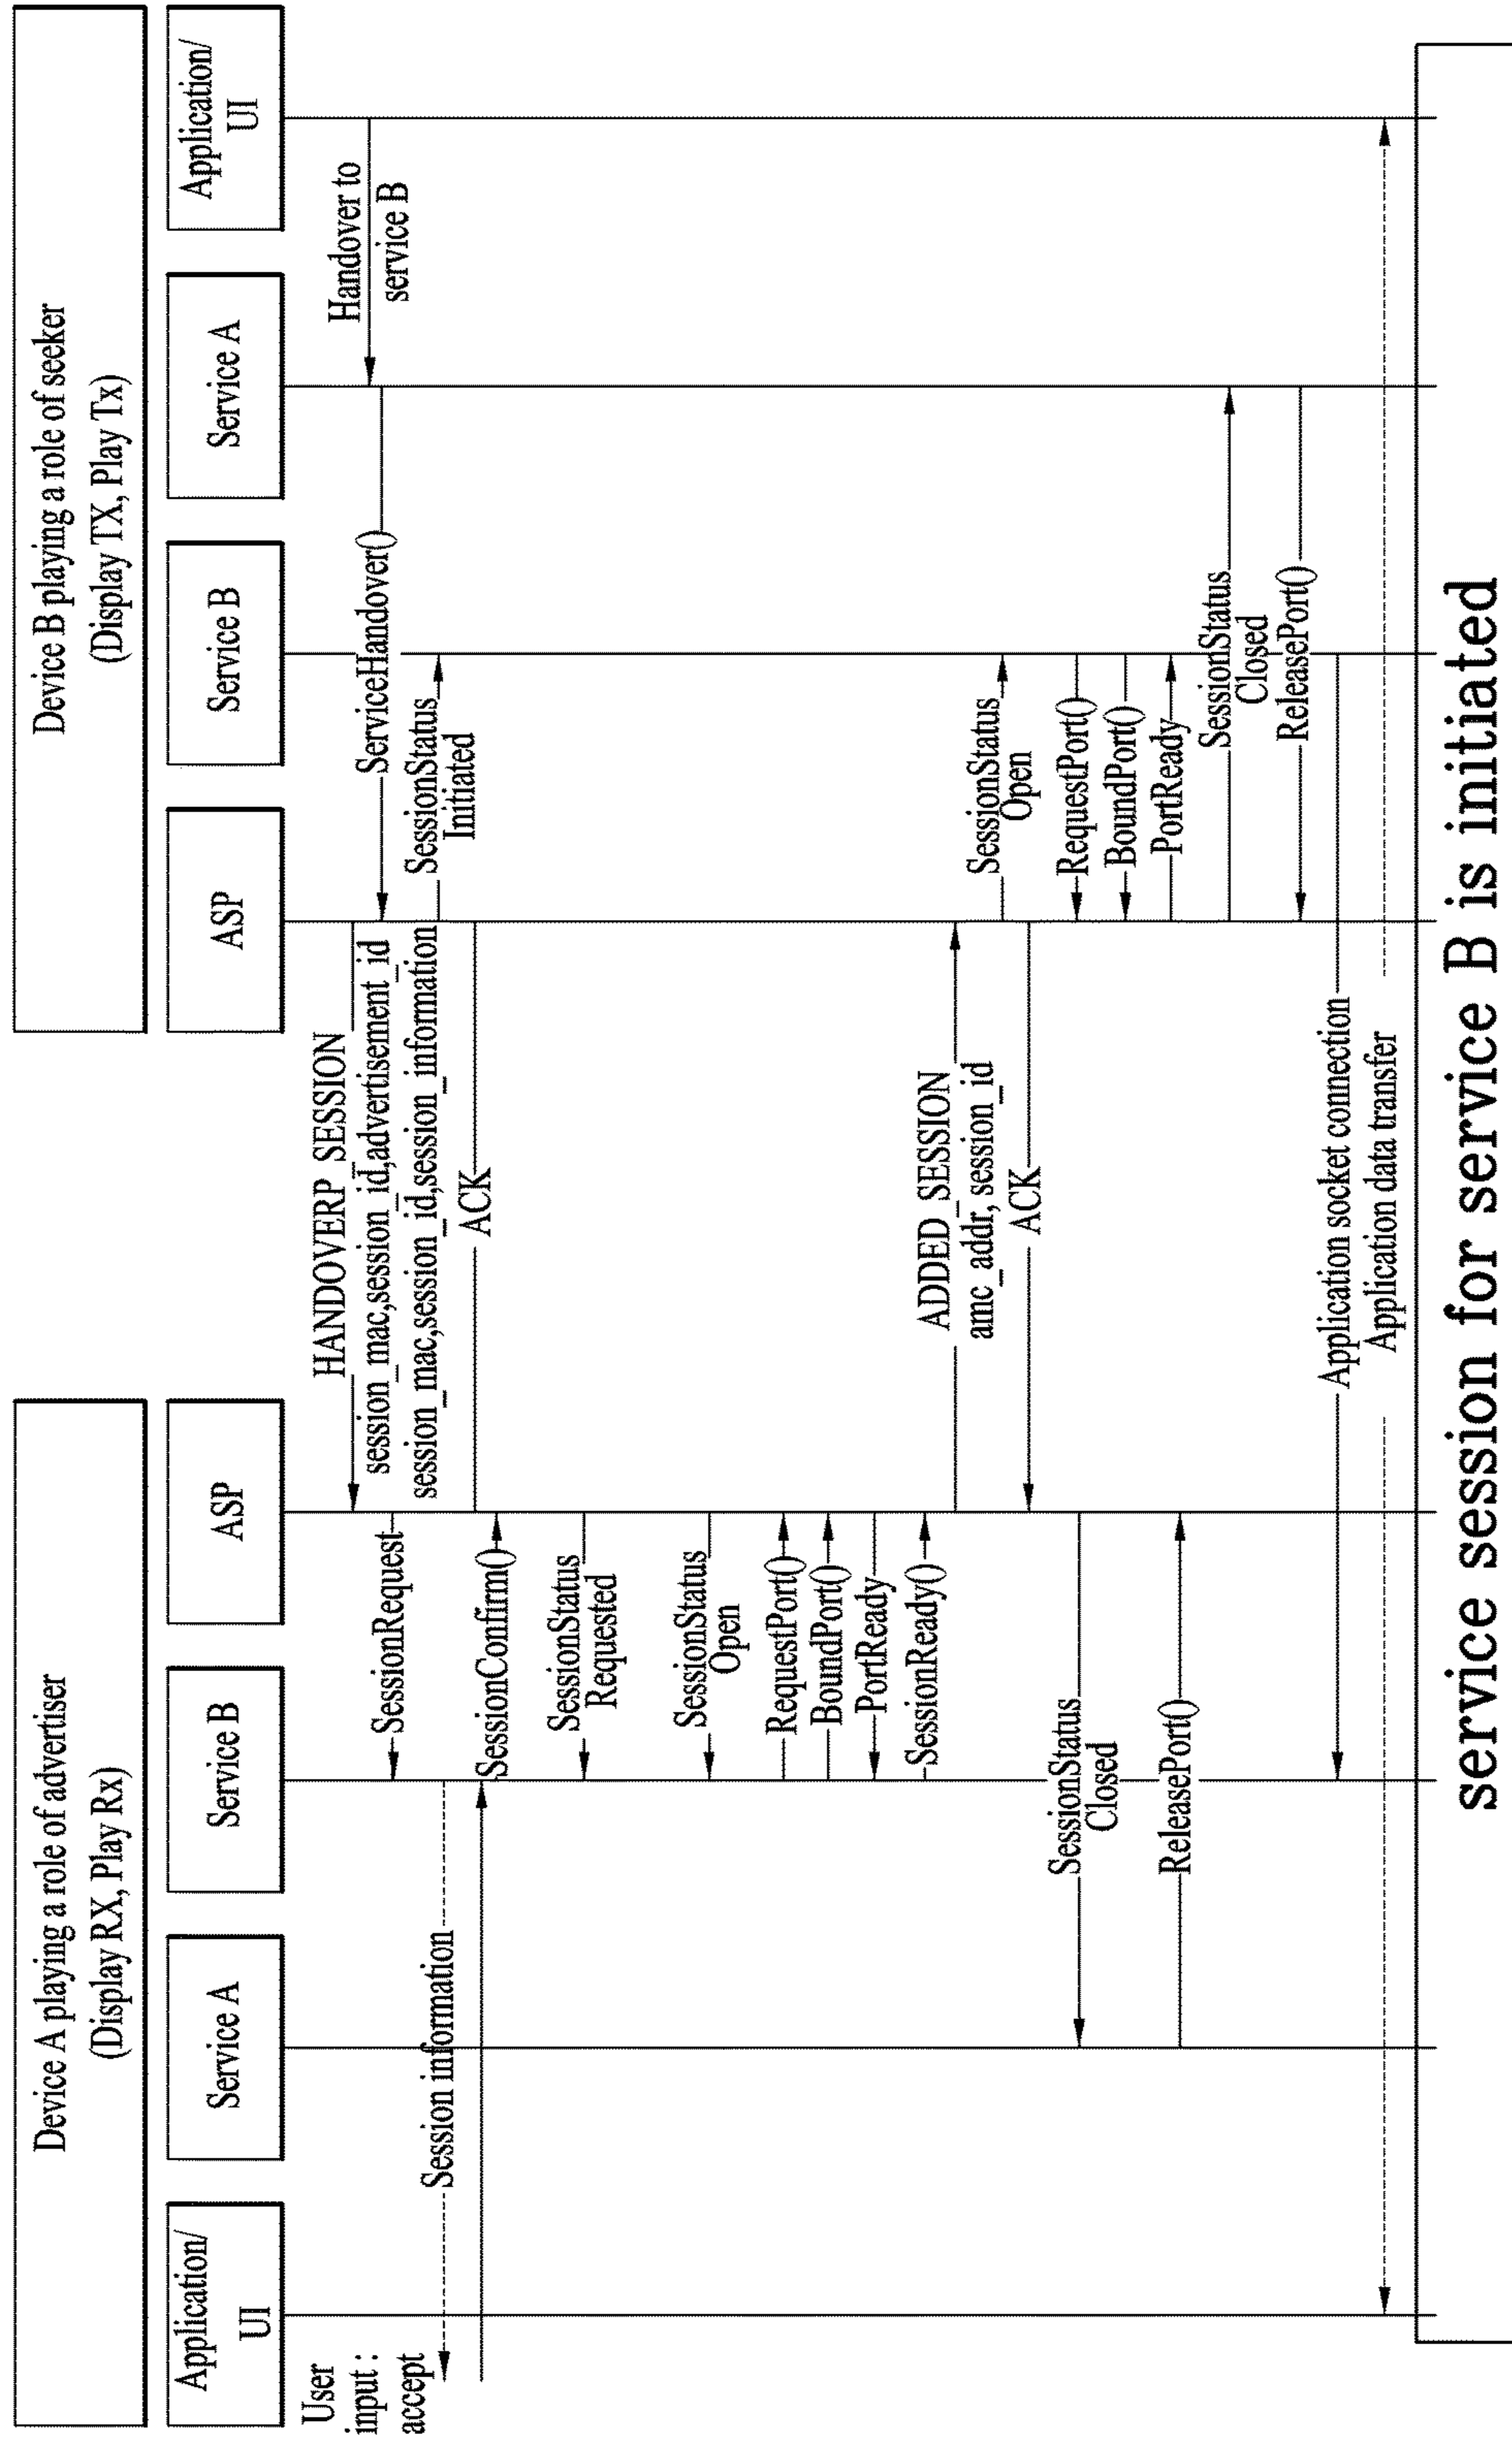 Device A playing a role of advertiser
(Display RX, Play Rx)
Device B playing a role of seeker
(Display TX, Play Tx)
Application/
UI
Service A
Service B
ASP
ASP
Service B
Service A
Application/
UI
User
input :
accept
HANDOVERP_SESSION
session_mac,session_id,advertisement_id
session_mac,session_id,session_information
Handover to
service B
ServiceHandover()
SessionRequest
SessionStatus
Initiated
Session information
ACK
SessionConfirm()
SessionStatus
Requested
SessionStatus
Open
RequestPort()
BoundPort()
PortReady
SessionReady()
ADDED_SESSION
amc_addr, session_id
SessionStatus
Open
ACK
RequestPort()
BoundPort()
PortReady
SessionStatus
Closed
ReleasePort()
SessionStatus
Closed
ReleasePort()
Application socket connection
Application data transfer
service session for service B is initiated